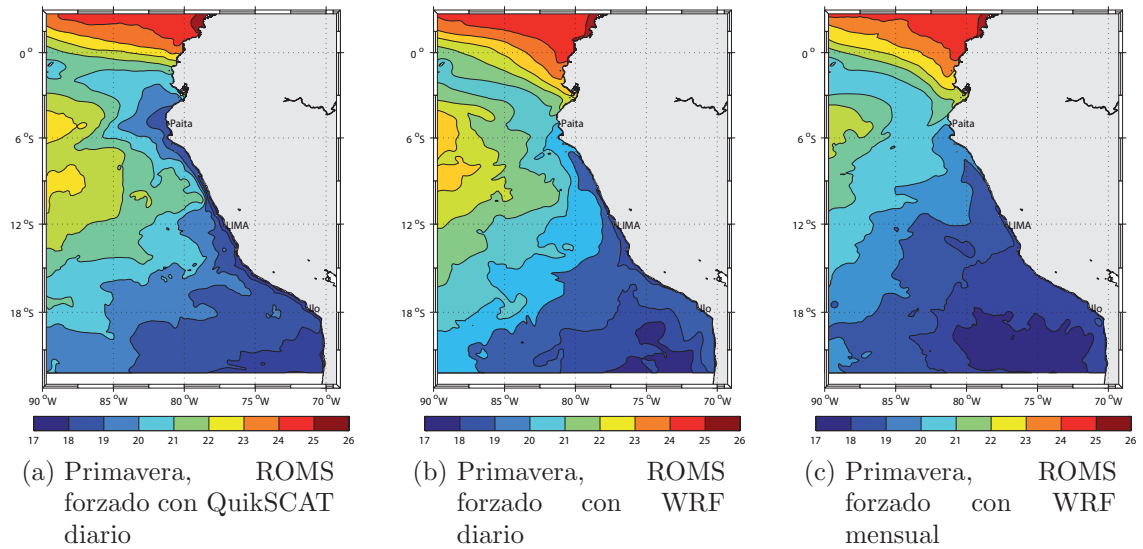 0 °
Paita
6°S
LIMA
12°S
Ilo
18°S
90 °W 85°W 80°W 75°W 70°W
17 18 19 20 21 22 23 24 25 26
(a) Primavera, ROMS
forzado con QuikSCAT
diario
0 °
Paita
6°S
LIMA
12°S
Ilo
18°S
90 °W 85°W 80°W 75°W 70°W
17 18 19 20 21 22 23 24 25 26
(b) Primavera, ROMS
forzado con WRF
diario
0 °
Paita
6°S
LIMA
12°S
Ilo
18°S
90 °W 85°W 80°W 75°W 70°W
17 18 19 20 21 22 23 24 25 26
(c) Primavera, ROMS
forzado con WRF
mensual